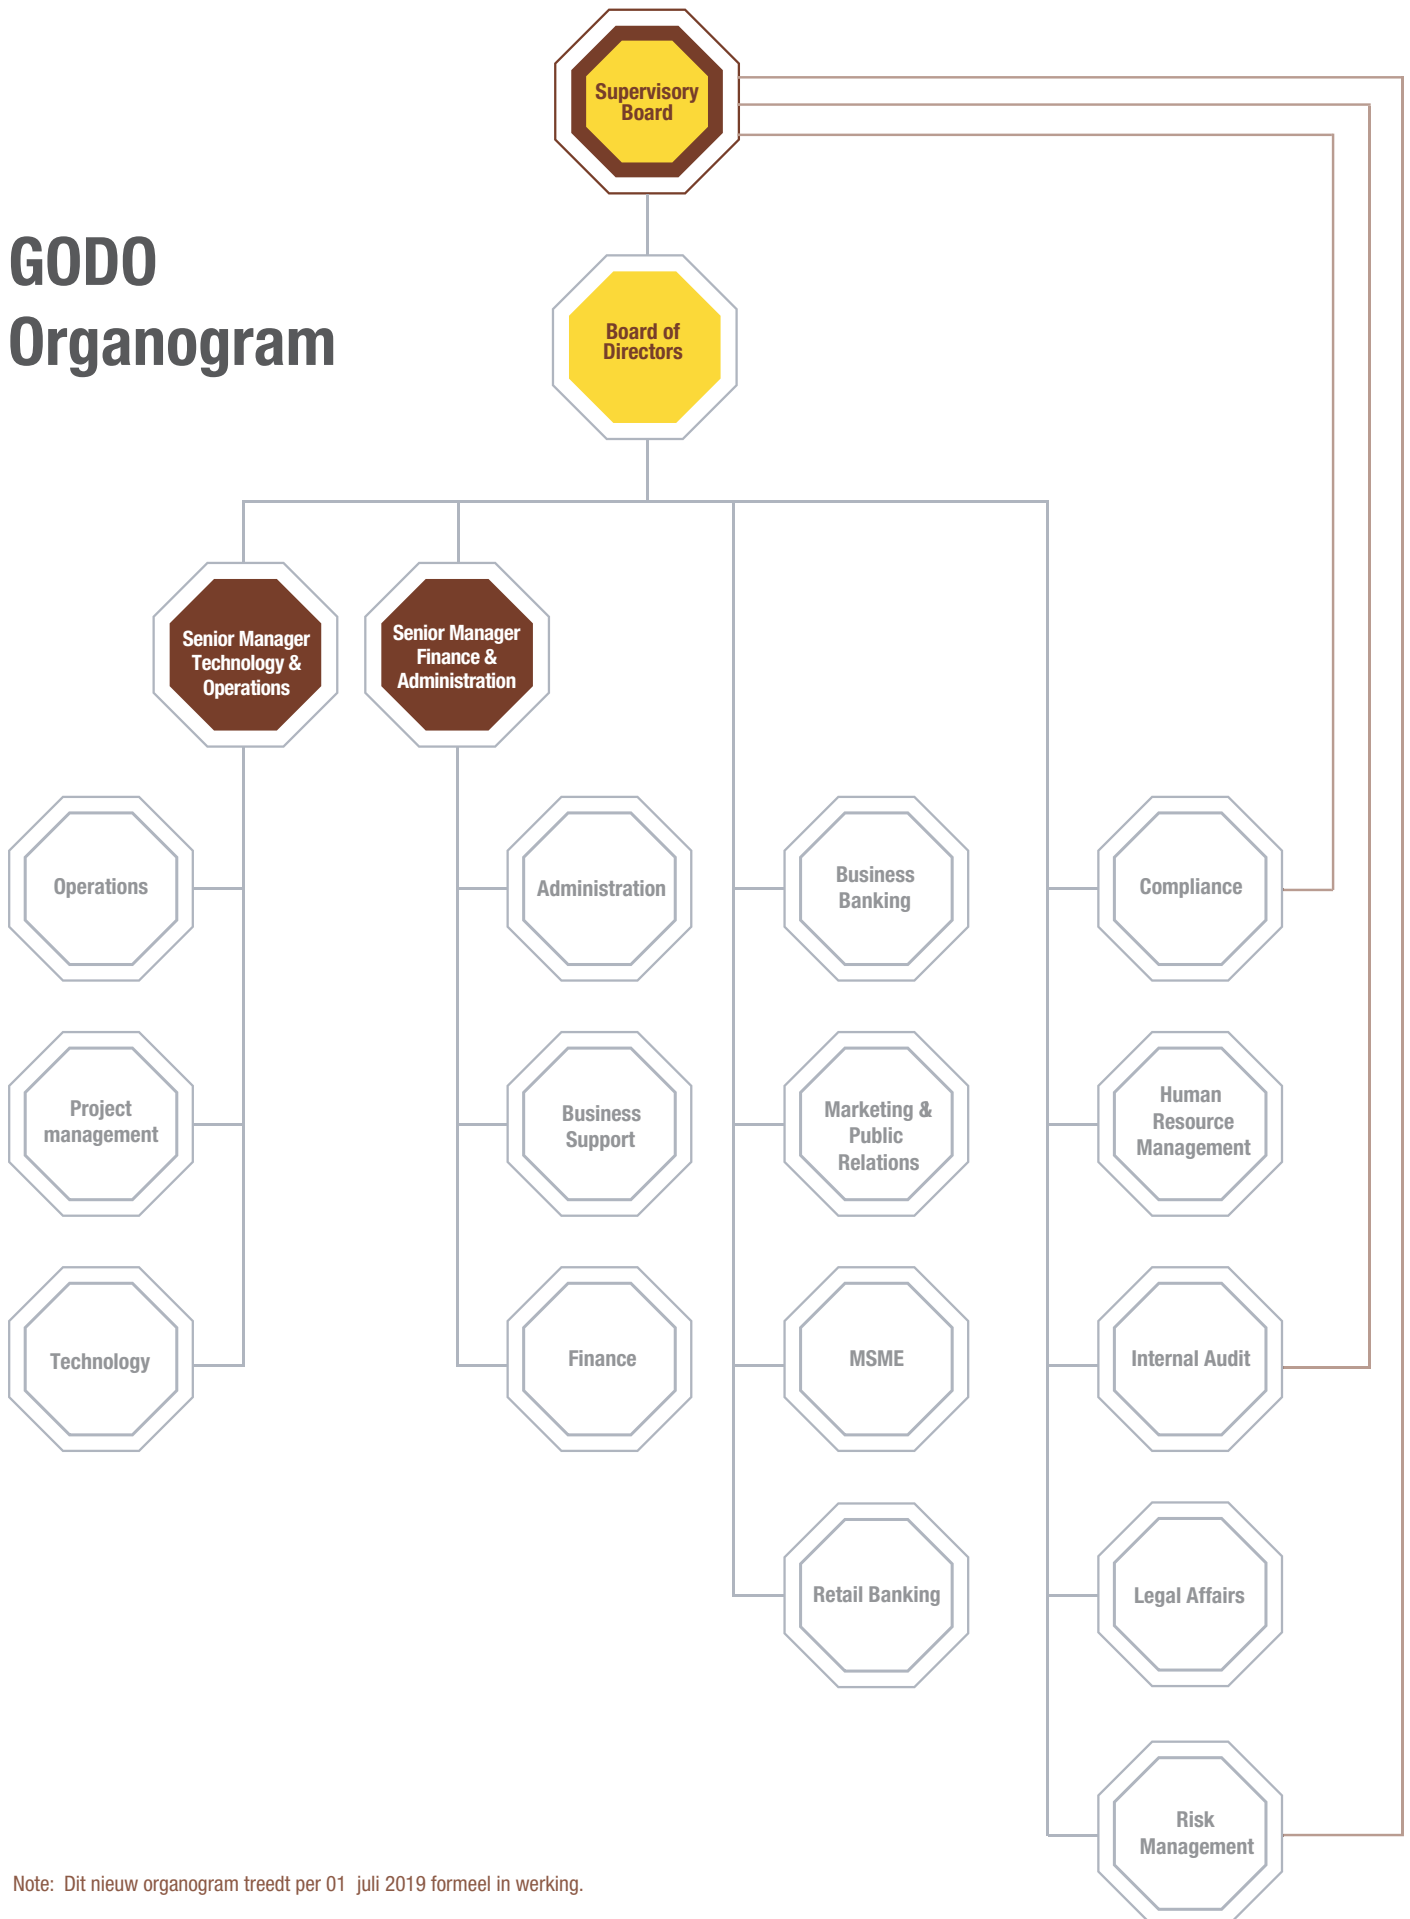 Supervisory
Board
GODO
Organogram
Board of
Directors
Senior Manager
Technology &
Operations
Senior Manager
Finance &
Administration
Operations
Administration
Business
Banking
Compliance
Project
management
Business
Support
Marketing &
Public
Relations
Human
Resource
Management
Technology
Finance
MSME
Internal Audit
Retail Banking
Legal Affairs
Risk
Management
Note: Dit nieuw organogram treedt per 01 juli 2019 formeel in werking.